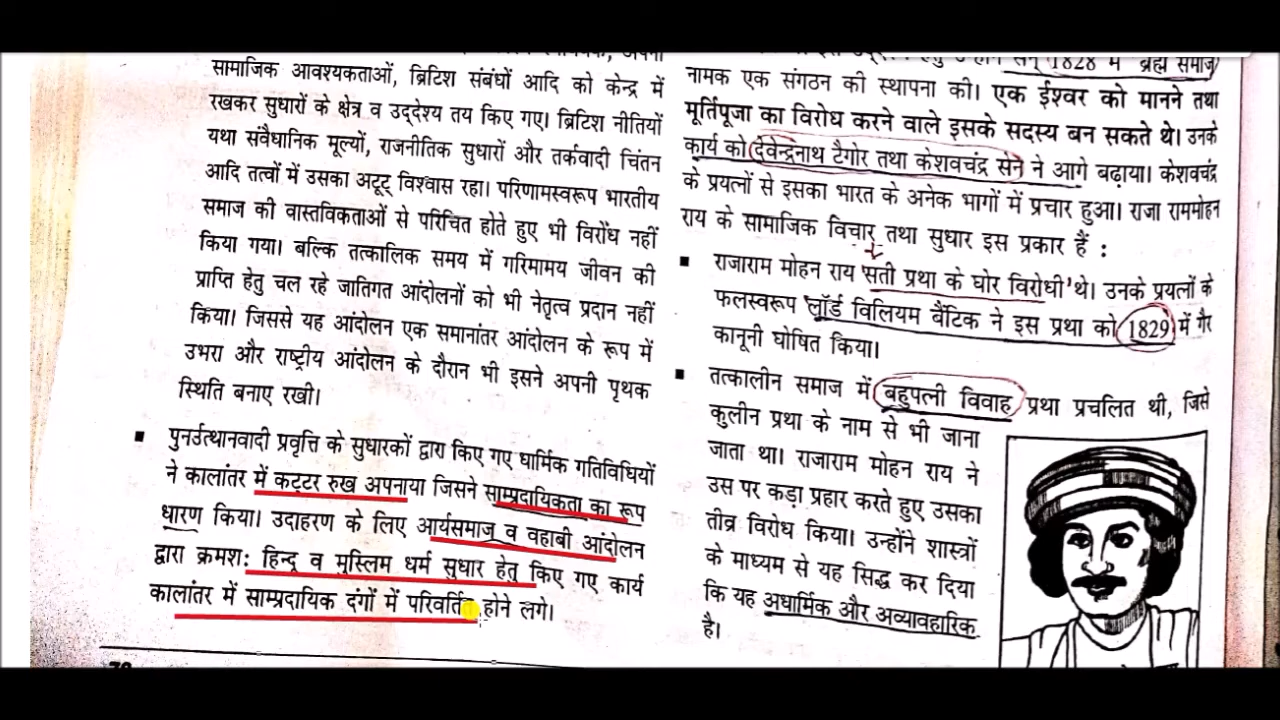 सामाजिक आवश्यकताओं, ब्रिटिश संबंधों आदि को केन्द्र में
रखकर सुधारों के क्षेत्र व उद्देश्य तय किए गए। ब्रिटिश नीतियों
यथा संवैधानिक मूल्यों, राजनीतिक सुधारों और तर्कवादी चिंतन
आदि तत्वों में उसका अटूट् विश्वास रहा। परिणामस्वरूप भारतीय
समाज की वास्तविकताओं से परिचित होते हुए भी विरोध नहीं
किया गया। बल्कि तत्कालिक समय में गरिमामय जीवन की
प्राप्ति हेतु चल रहे जातिगत आंदोलनों को भी नेतृत्व प्रदान नहीं
किया। जिससे यह आंदोलन एक समानांतर आंदोलन के रूप में
उभरा और राष्ट्रीय आंदोलन के दौरान भी इसने अपनी पृथक
स्थिति बनाए रखी।
▪ पुनर्उत्थानवादी प्रवृत्ति के सुधारकों द्वारा किए गए धार्मिक गतिविधियों
ने कालांतर में कट्टर रुख अपनाया जिसने साम्प्रदायिकता का रूप
धारण किया। उदाहरण के लिए आर्यसमाज व वहाबी आंदोलन
द्वारा क्रमश: हिन्दू व मुस्लिम धर्म सुधार हेतु किए गए कार्य
कालांतर में साम्प्रदायिक दंगों में परिवर्तित होने लगे।
सन् 1828 में ब्रह्म समाज
नामक एक संगठन की स्थापना की। एक ईश्वर को मानने तथा
मूर्तिपूजा का विरोध करने वाले इसके सदस्य बन सकते थे। उनके
कार्य को देवेन्द्रनाथ टैगोर तथा केशवचंद्र सेन ने आगे बढ़ाया। केशवचंद्र
के प्रयत्नों से इसका भारत के अनेक भागों में प्रचार हुआ। राजा राममोहन
राय के सामाजिक विचार तथा सुधार इस प्रकार हैं :
▪ राजाराम मोहन राय 'सती प्रथा के घोर विरोधी' थे। उनके प्रयत्नों के
फलस्वरूप 'लॉर्ड विलियम बैंटिक ने इस प्रथा को 1829 में गैर
कानूनी घोषित किया।
▪ तत्कालीन समाज में बहुपत्नी विवाह प्रथा प्रचलित थी, जिसे
कुलीन प्रथा के नाम से भी जाना
जाता था। राजाराम मोहन राय ने
उस पर कड़ा प्रहार करते हुए उसका
तीव्र विरोध किया। उन्होंने शास्त्रों
के माध्यम से यह सिद्ध कर दिया
कि यह अधार्मिक और अव्यावहारिक
है।